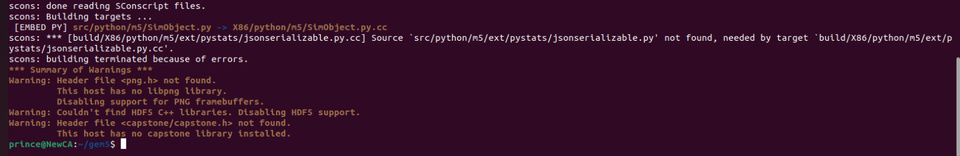 scons: done reading SConscript files.
scons: Building targets ...
 [EMBED PY] src/python/m5/SimObject.py -> X86/python/m5/SimObject.py.cc
scons: *** [build/X86/python/m5/ext/pystats/jsonserializable.py.cc] Source `src/python/m5/ext/pystats/jsonserializable.py' not found, needed by target `build/X86/python/m5/ext/p
ystats/jsonserializable.py.cc'.
scons: building terminated because of errors.
*** Summary of Warnings ***
Warning: Header file <png.h> not found.
         This host has no libpng library.
         Disabling support for PNG framebuffers.
Warning: Couldn't find HDF5 C++ libraries. Disabling HDF5 support.
Warning: Header file <capstone/capstone.h> not found.
         This host has no capstone library installed.
prince@NewCA:~/gem5$